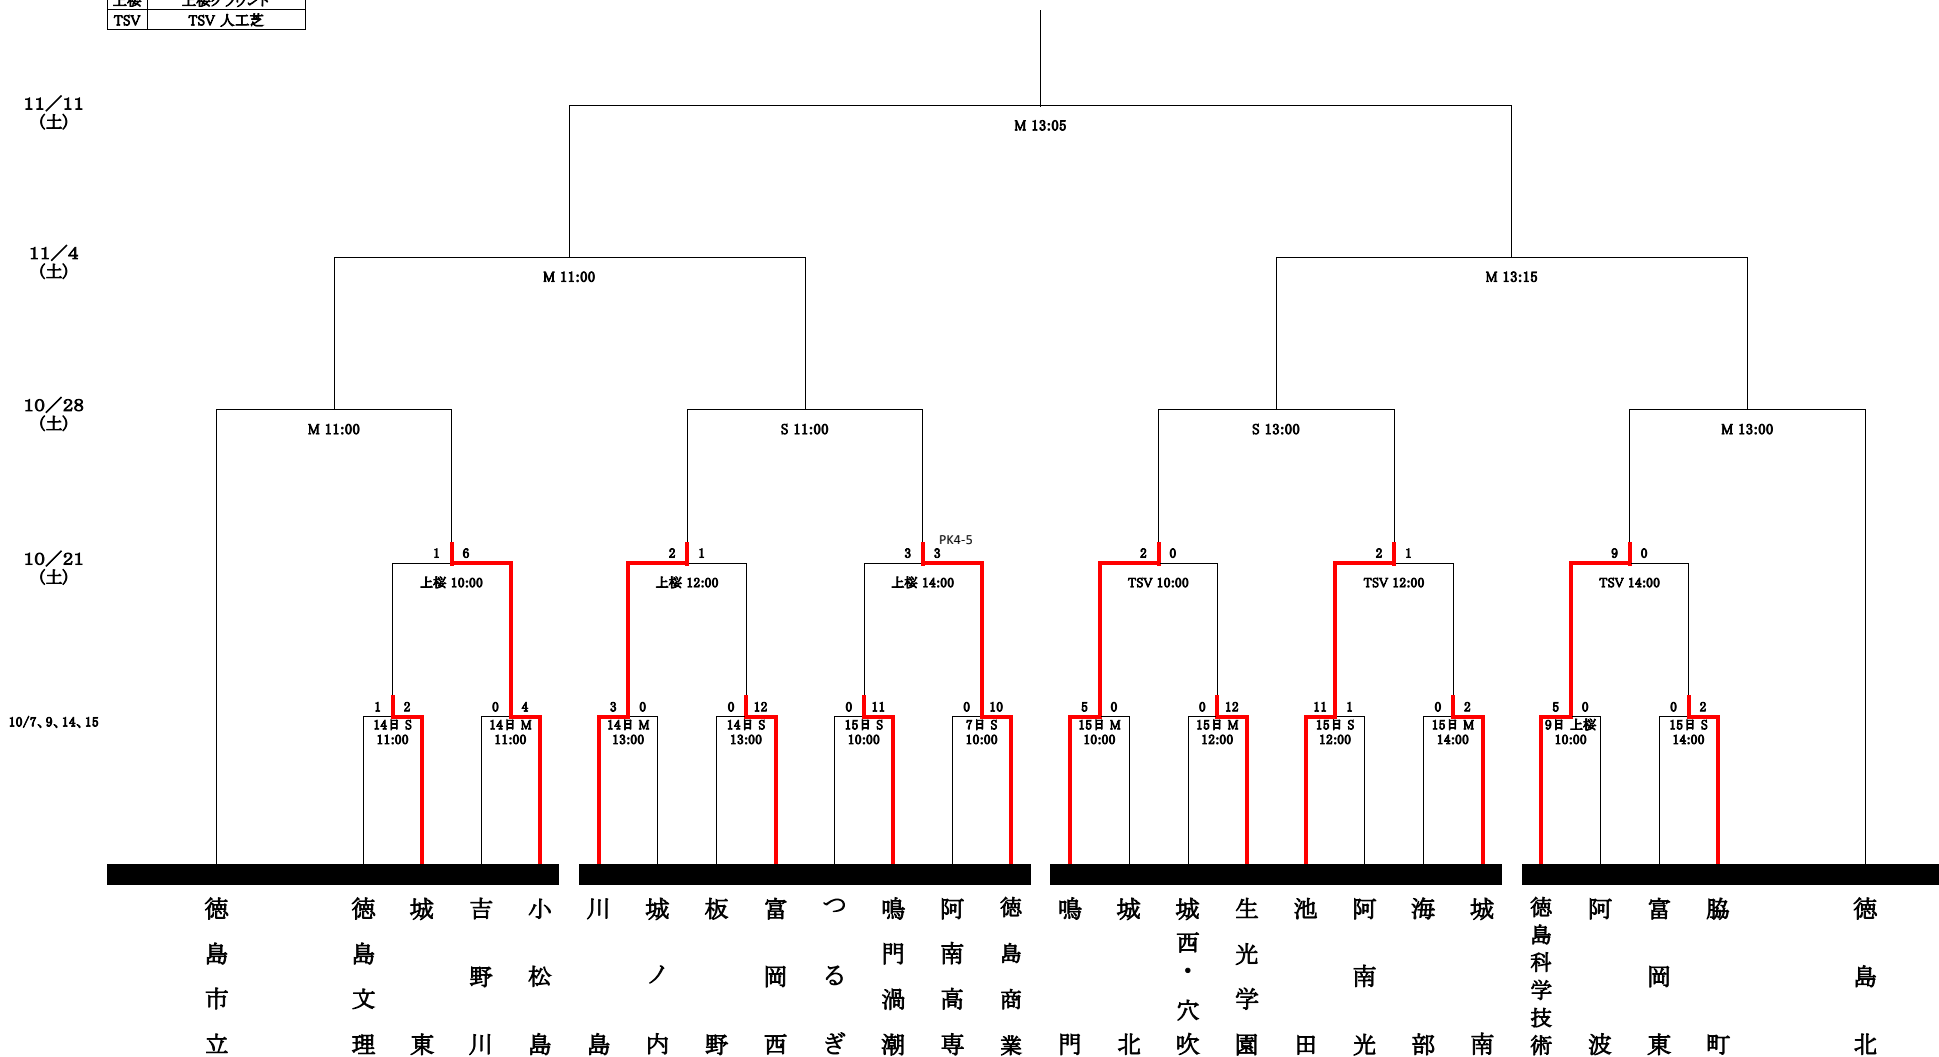 上桜 上桜グラウンド
TSV TSV 人工芝
11／11
(土)
M 13:05
11／4
(土)
M 11:00
M 13:15
10／28
(土)
M 11:00
S 11:00
S 13:00
M 13:00
PK4-5
1 6
2 1
3 3
2 0
2 1
9 0
10／21
(土)
上桜 10:00
上桜 12:00
上桜 14:00
TSV 10:00
TSV 12:00
TSV 14:00
1 2
0 4
3 0
0 12
0 11
0 10
5 0
0 12
11 1
0 2
5 0
0 2
10/7、9、14、15
14日 S
11:00
14日 M
11:00
14日 M
13:00
14日 S
13:00
15日 S
10:00
7日 S
10:00
15日 M
10:00
15日 M
12:00
15日 S
12:00
15日 M
14:00
9日 上桜
10:00
15日 S
14:00
徳島市立
徳島文理
城東
吉野川
小松島
川島
城ノ内
板野
富岡西
つるぎ
鳴門渦潮
阿南高専
徳島商業
鳴門
城北
城西・穴吹
生光学園
池田
阿南光
海部
城南
徳島科学技術
阿波
富岡東
脇町
徳島北